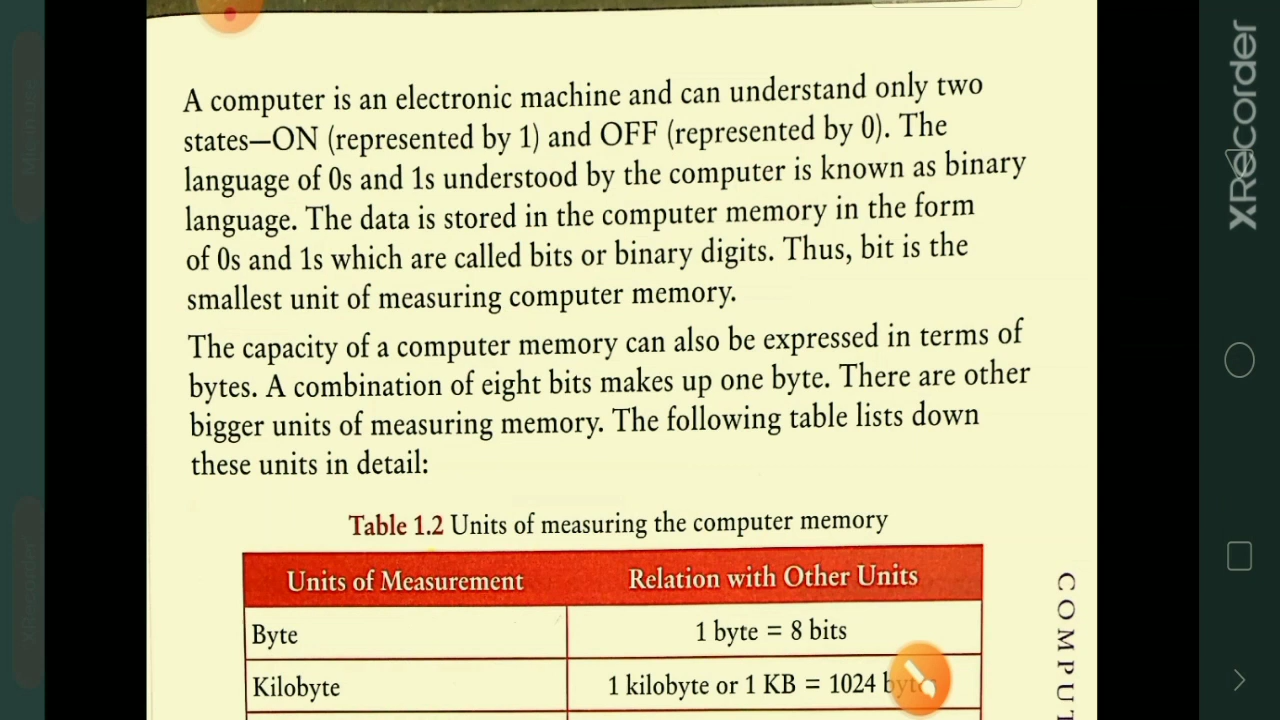 A computer is an electronic machine and can understand only two
states—ON (represented by 1) and OFF (represented by 0). The
language of 0s and 1s understood by the computer is known as binary
language. The data is stored in the computer memory in the form
of 0s and 1s which are called bits or binary digits. Thus, bit is the
smallest unit of measuring computer memory.
The capacity of a computer memory can also be expressed in terms of
bytes. A combination of eight bits makes up one byte. There are other
bigger units of measuring memory. The following table lists down
these units in detail:
Table 1.2 Units of measuring the computer memory
Units of Measurement Relation with Other Units
Byte 1 byte = 8 bits
Kilobyte 1 kilobyte or 1 KB = 1024
COMPUT
XRecorder